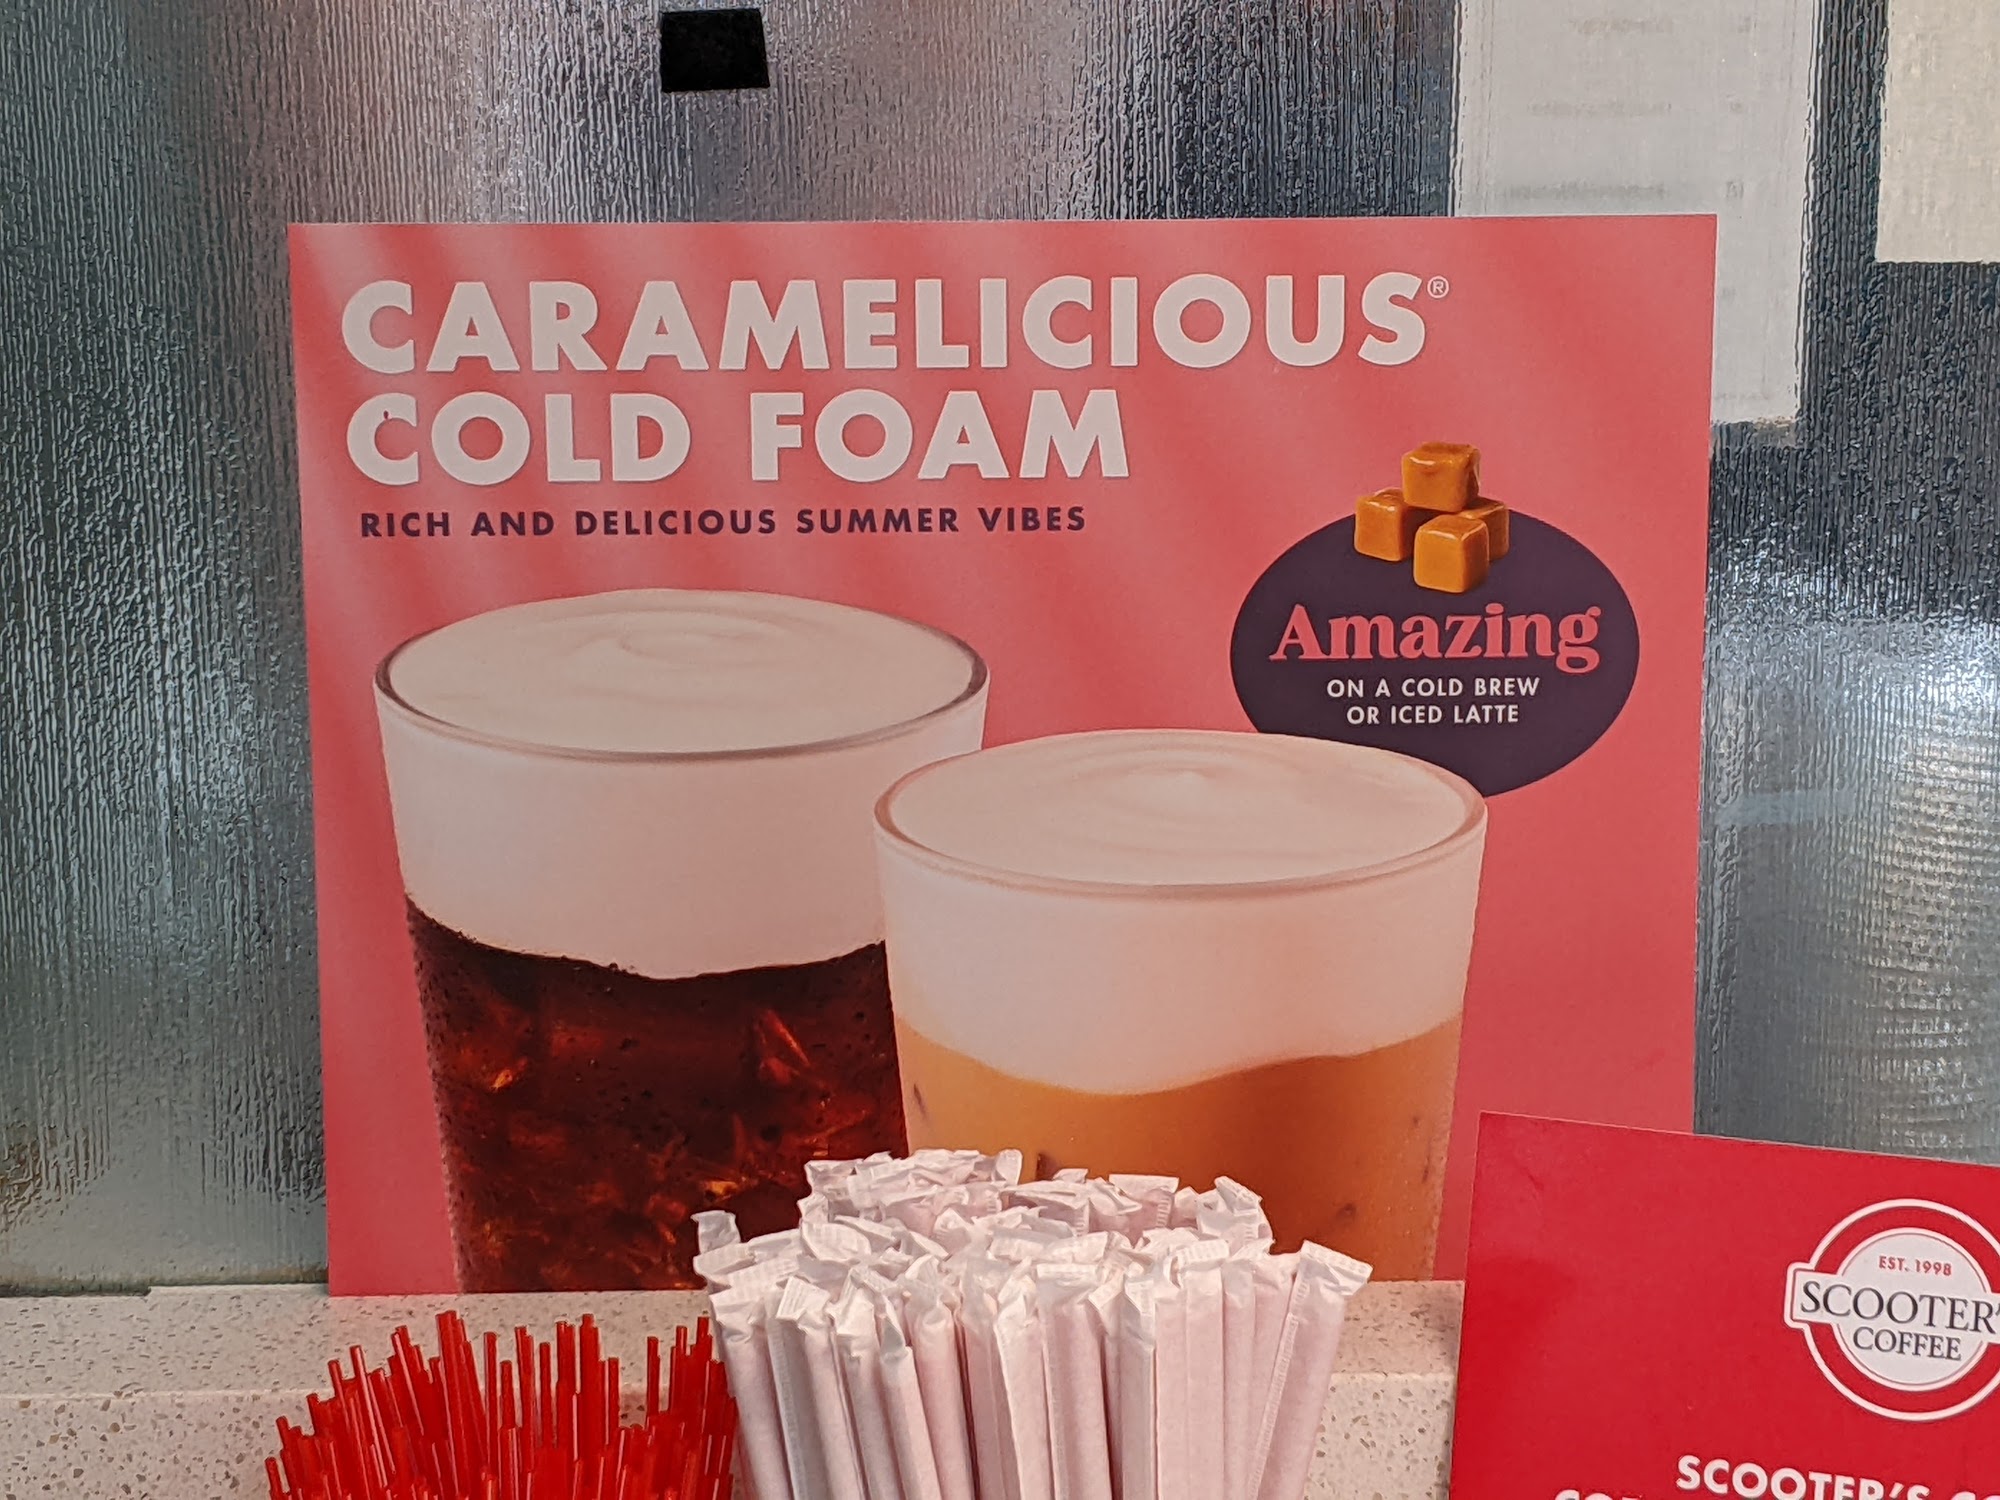 CARAMELICIOUS®
COLD FOAM
RICH AND DELICIOUS SUMMER VIBES
Amazing
ON A COLD BREW
OR ICED LATTE
EST. 1998
SCOOTER'
COFFEE
SCOOTER'S